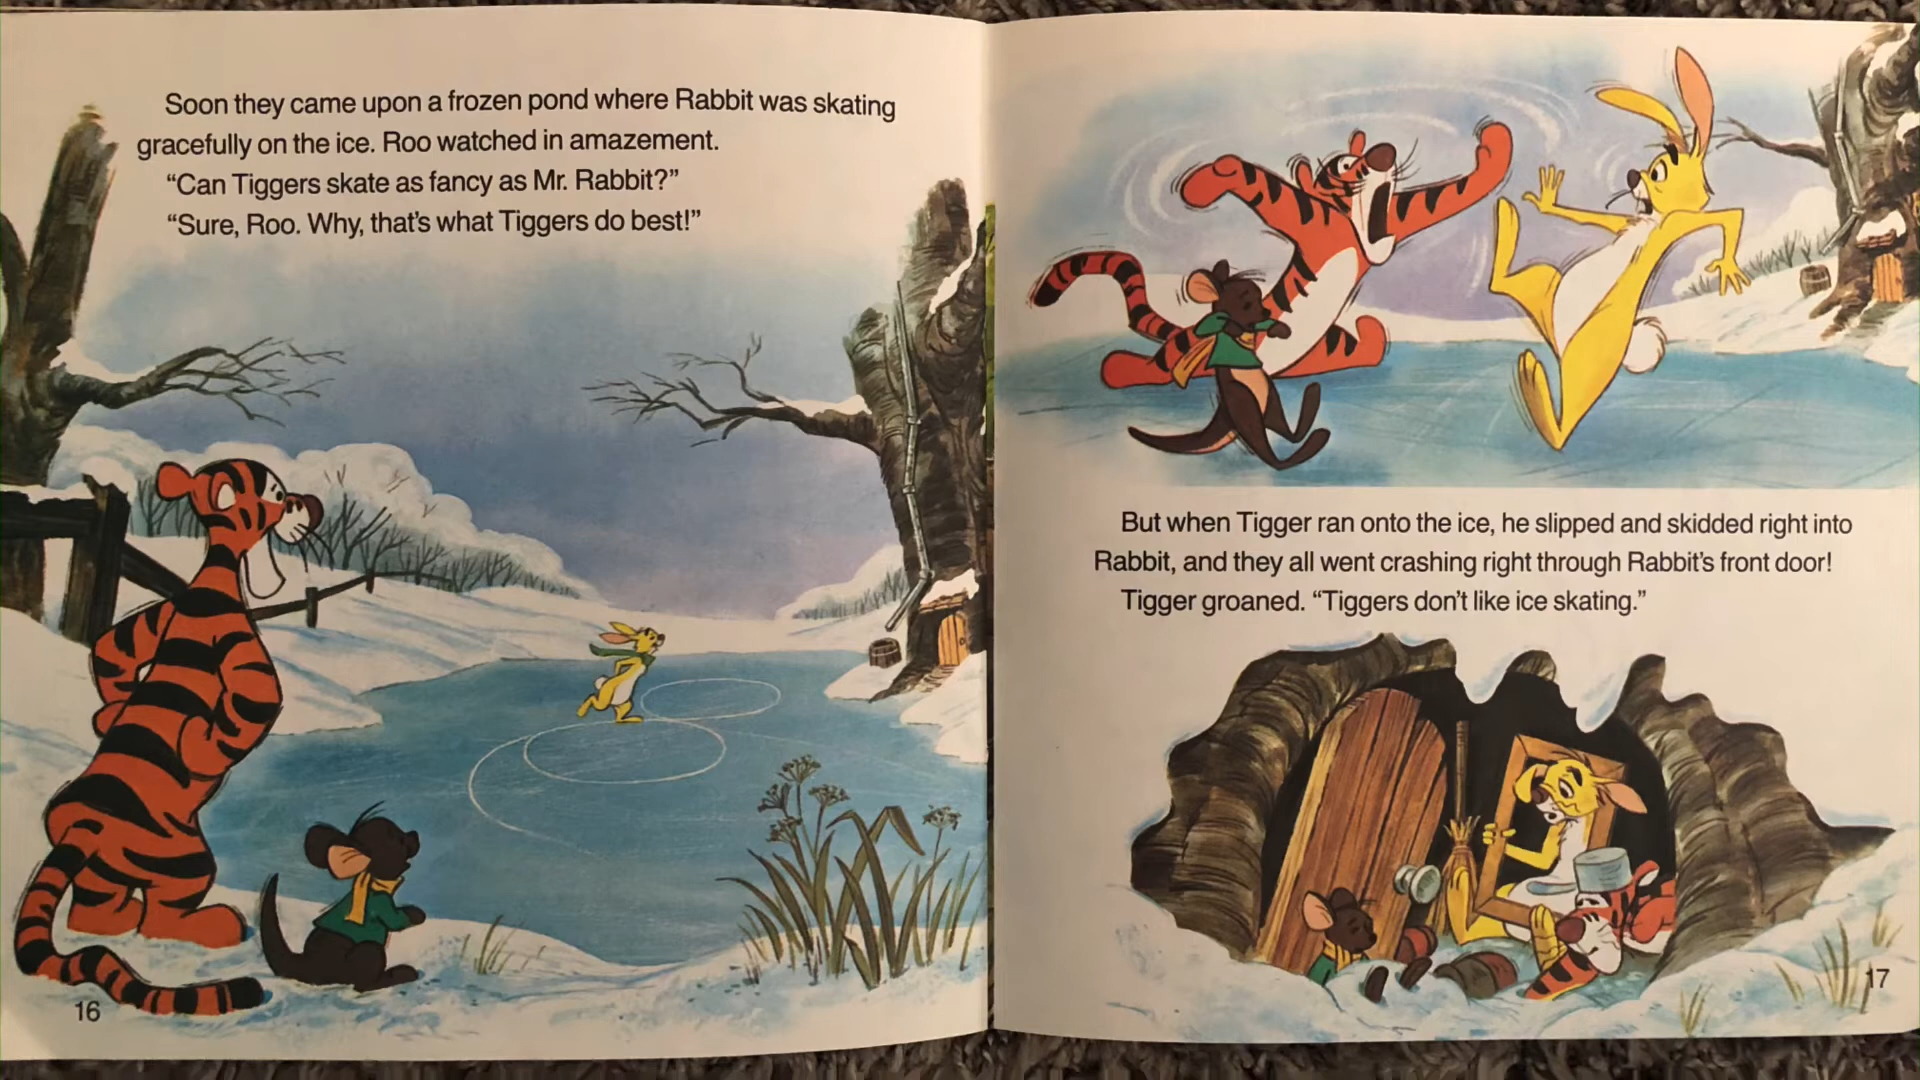 Soon they came upon a frozen pond where Rabbit was skating
gracefully on the ice. Roo watched in amazement.
“Can Tiggers skate as fancy as Mr. Rabbit?”
“Sure, Roo. Why, that’s what Tiggers do best!”
16
But when Tigger ran onto the ice, he slipped and skidded right into
Rabbit, and they all went crashing right through Rabbit’s front door!
Tigger groaned. “Tiggers don’t like ice skating.”
17